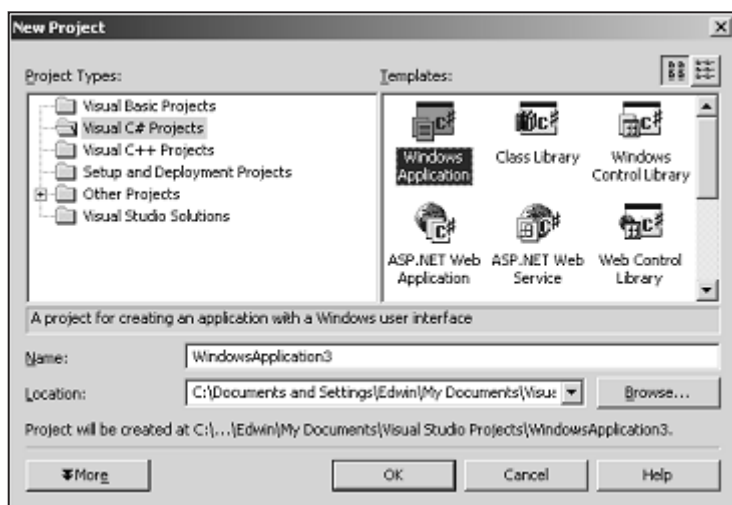 New Project
Project Types:
Templates:
Visual Basic Projects
Visual C# Projects
Visual C++ Projects
Setup and Deployment Projects
Other Projects
Visual Studio Solutions
Windows
Application
Class Library
Windows
Control Library
ASP.NET Web
Application
ASP.NET Web
Service
Web Control
Library
A project for creating an application with a Windows user interface
Name:
WindowsApplication3
Location:
C:\Documents and Settings\Edwin\My Documents\Visua
Browse...
Project will be created at C:\...\Edwin\My Documents\Visual Studio Projects\WindowsApplication3.
More
OK
Cancel
Help